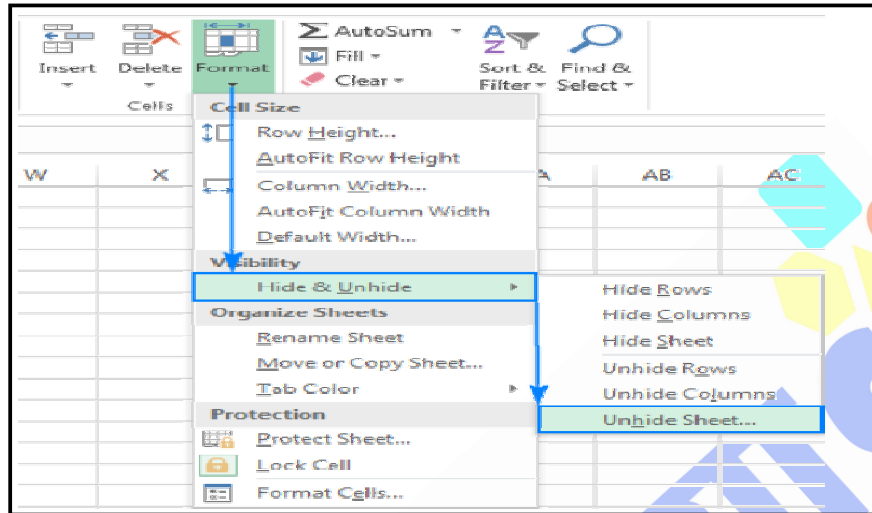 AutoSum
Fill
Clear
Insert Delete Format
Sort & Filter
Find & Select
Cells
Cell Size
Row Height...
AutoFit Row Height
Column Width...
AutoFit Column Width
Default Width...
Visibility
Hide & Unhide
Organize Sheets
Rename Sheet
Move or Copy Sheet...
Tab Color
Protection
Protect Sheet...
Lock Cell
Format Cells...
W X AB AC
Hide Rows
Hide Columns
Hide Sheet
Unhide Rows
Unhide Columns
Unhide Sheet...